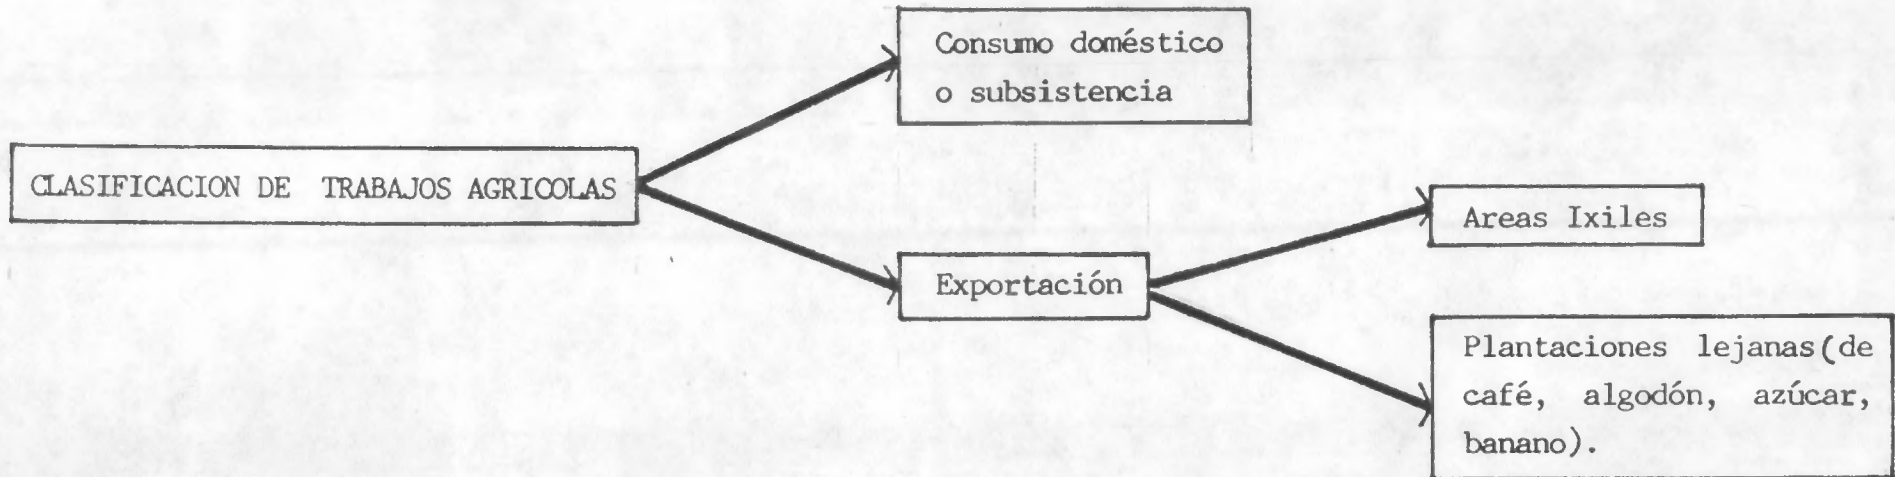 Consumo doméstico
o subsistencia
CLASIFICACION DE TRABAJOS AGRICOLAS
Areas Ixiles
Exportación
Plantaciones lejanas(de
café, algodón, azúcar,
banano).